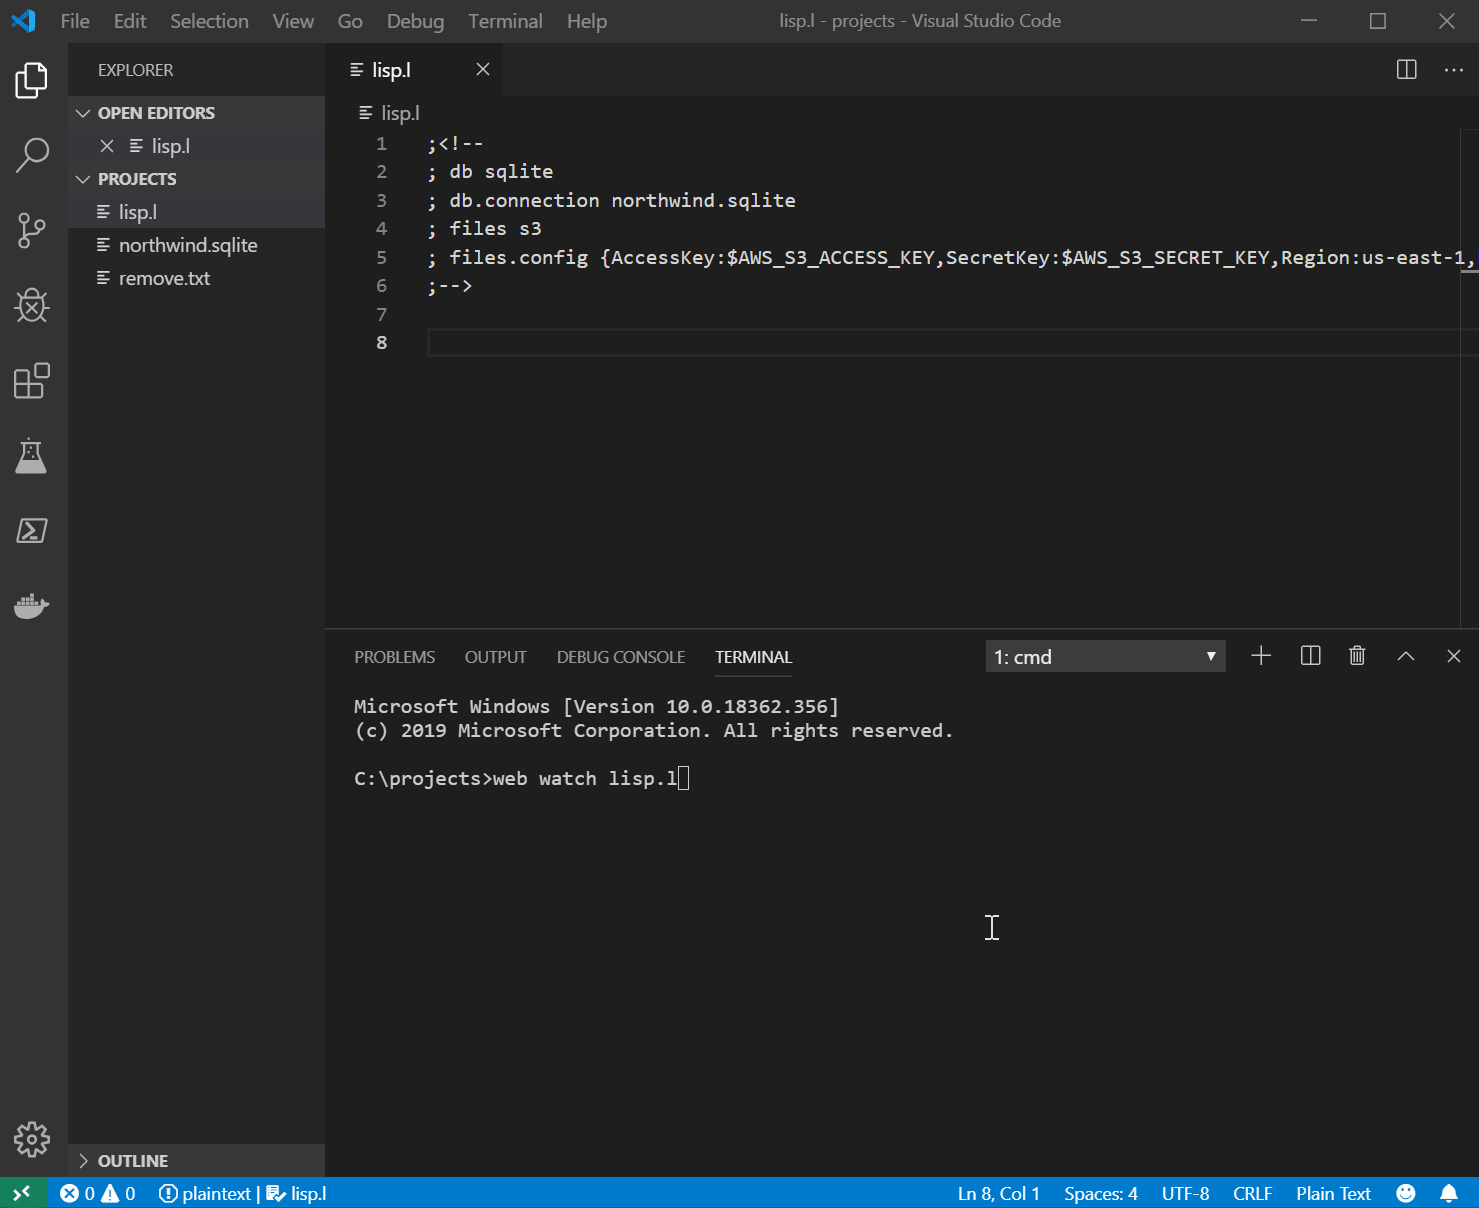 File Edit Selection View Go Debug Terminal Help lisp.l - projects - Visual Studio Code
EXPLORER
OPEN EDITORS
lisp.l
PROJECTS
lisp.l
northwind.sqlite
remove.txt
OUTLINE
lisp.l
lisp.l
1 ;<!--
2 ; db sqlite
3 ; db.connection northwind.sqlite
4 ; files s3
5 ; files.config {AccessKey:$AWS_S3_ACCESS_KEY,SecretKey:$AWS_S3_SECRET_KEY,Region:us-east-1,
6 ;-->
7
8
PROBLEMS OUTPUT DEBUG CONSOLE TERMINAL 1: cmd
Microsoft Windows [Version 10.0.18362.356]
(c) 2019 Microsoft Corporation. All rights reserved.
C:\projects>web watch lisp.l
0 0 plaintext | lisp.l Ln 8, Col 1 Spaces: 4 UTF-8 CRLF Plain Text